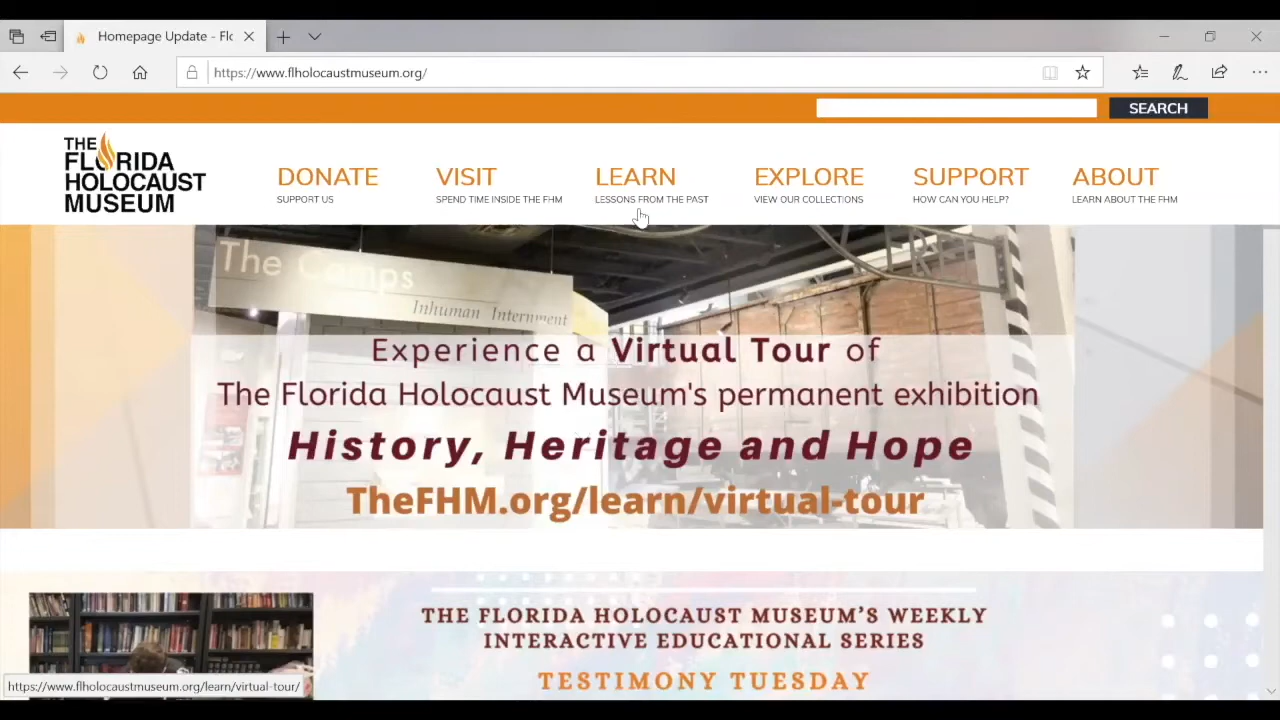 Homepage Update - Flo
https://www.flholocaustmuseum.org/
SEARCH
THE
FLORIDA
HOLOCAUST
MUSEUM
DONATE
SUPPORT US
VISIT
SPEND TIME INSIDE THE FHM
LEARN
LESSONS FROM THE PAST
EXPLORE
VIEW OUR COLLECTIONS
SUPPORT
HOW CAN YOU HELP?
ABOUT
LEARN ABOUT THE FHM
The Camps
Inhuman Internment
Experience a Virtual Tour of
The Florida Holocaust Museum's permanent exhibition
History, Heritage and Hope
TheFHM.org/learn/virtual-tour
THE FLORIDA HOLOCAUST MUSEUM'S WEEKLY
INTERACTIVE EDUCATIONAL SERIES
TESTIMONY TUESDAY
https://www.flholocaustmuseum.org/learn/virtual-tour/